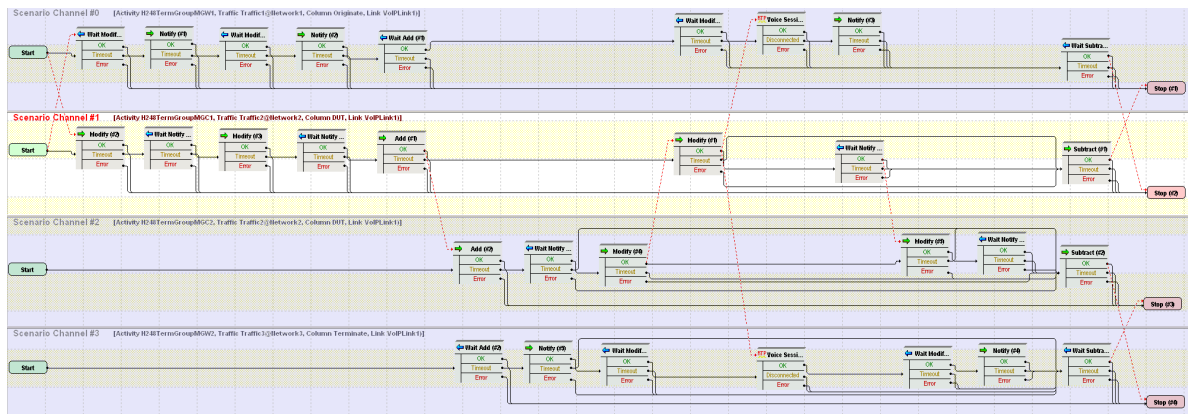 Scenario Channel #0 [Activity H248TermGroupMGW1, Traffic Traffic1@Network1, Column Originate, Link VoIPLink1)]
Start
Wait Modif...
OK
Timeout
Error
Notify (#1)
OK
Timeout
Error
Wait Modif...
OK
Timeout
Error
Notify (#2)
OK
Timeout
Error
Wait Add (#1)
OK
Timeout
Error
Wait Modif...
OK
Timeout
Error
RTP Voice Sessi...
OK
Disconnected
Error
Notify (#3)
OK
Timeout
Error
Wait Subtra...
OK
Timeout
Error
Stop (#1)
Scenario Channel #1 [Activity H248TermGroupMGC1, Traffic Traffic2@Network2, Column DUT, Link VoIPLink1)]
Start
Modify (#2)
OK
Timeout
Error
Wait Notify ...
OK
Timeout
Error
Modify (#3)
OK
Timeout
Error
Wait Notify ...
OK
Timeout
Error
Add (#1)
OK
Timeout
Error
Modify (#1)
OK
Timeout
Error
Wait Notify ...
OK
Timeout
Error
Subtract (#1)
OK
Timeout
Error
Stop (#2)
Scenario Channel #2 [Activity H248TermGroupMGC2, Traffic Traffic2@Network2, Column DUT, Link VoIPLink1)]
Start
Add (#2)
OK
Timeout
Error
Wait Notify ...
OK
Timeout
Error
Modify (#4)
OK
Timeout
Error
Modify (#5)
OK
Timeout
Error
Wait Notify ...
OK
Timeout
Error
Subtract (#2)
OK
Timeout
Error
Stop (#3)
Scenario Channel #3 [Activity H248TermGroupMGW2, Traffic Traffic3@Network3, Column Terminate, Link VoIPLink1)]
Start
Wait Add (#2)
OK
Timeout
Error
Notify (#5)
OK
Timeout
Error
Wait Modif...
OK
Timeout
Error
RTP Voice Sessi...
OK
Disconnected
Error
Wait Modif...
OK
Timeout
Error
Notify (#4)
OK
Timeout
Error
Wait Subtra...
OK
Timeout
Error
Stop (#4)